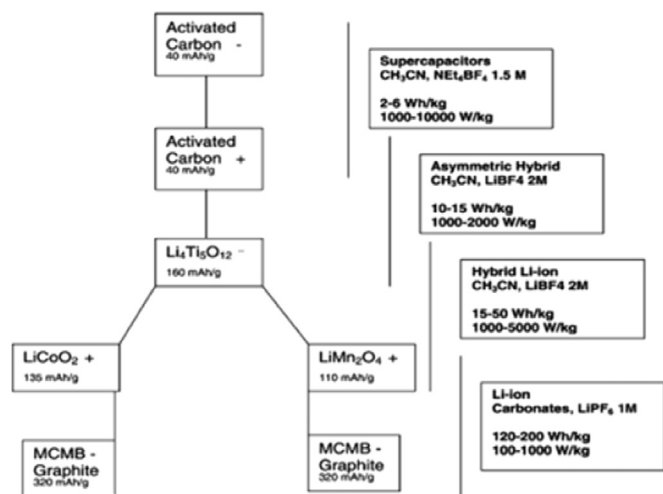 Activated
Carbon -
40 mAh/g
Activated
Carbon +
40 mAh/g
Li₄Ti₅O₁₂ -
160 mAh/g
LiCoO₂ +
135 mAh/g
LiMn₂O₄ +
110 mAh/g
MCMB -
Graphite
320 mAh/g
MCMB -
Graphite
320 mAh/g
Supercapacitors
CH₃CN, NEt₄BF₄ 1.5 M
2-6 Wh/kg
1000-10000 W/kg
Asymmetric Hybrid
CH₃CN, LiBF4 2M
10-15 Wh/kg
1000-2000 W/kg
Hybrid Li-ion
CH₃CN, LiBF4 2M
15-50 Wh/kg
1000-5000 W/kg
Li-ion
Carbonates, LiPF₆ 1M
120-200 Wh/kg
100-1000 W/kg